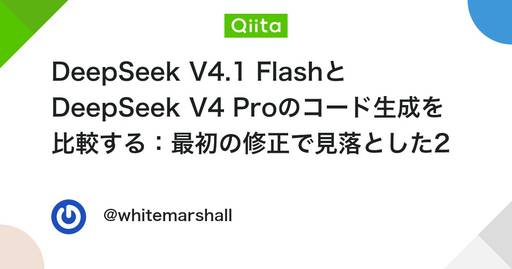 Qiita
DeepSeek V4.1 Flashと
DeepSeek V4 Proのコード生成を
比較する：最初の修正で見落とした2
@whitemarshall